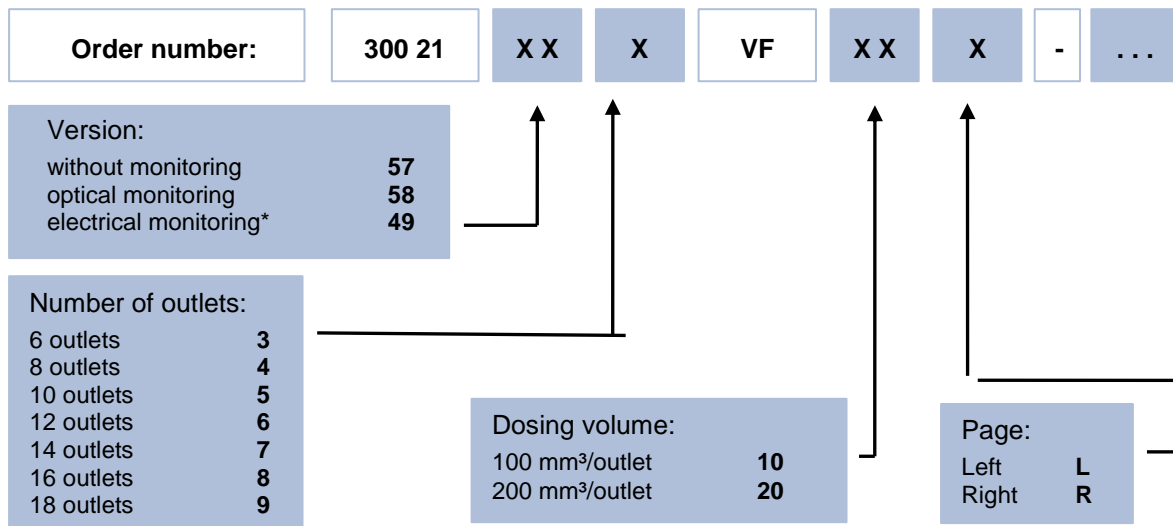 Order number: 300 21 X X X VF X X X - . . .
Version:
without monitoring 57
optical monitoring 58
electrical monitoring* 49
Number of outlets:
6 outlets 3
8 outlets 4
10 outlets 5
12 outlets 6
14 outlets 7
16 outlets 8
18 outlets 9
Dosing volume:
100 mm³/outlet 10
200 mm³/outlet 20
Page:
Left L
Right R